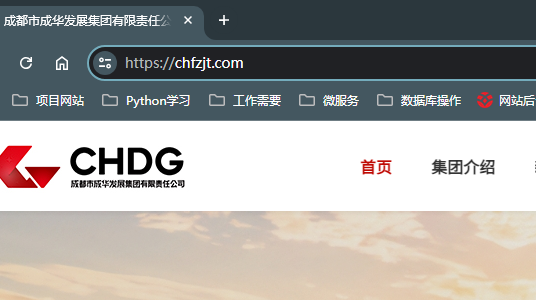 成都市成华发展集团有限责任公
https://chfzjt.com
项目网站 Python学习 工作需要 微服务 数据库操作 网站后
CHDG
成都市成华发展集团有限责任公司
首页 集团介绍